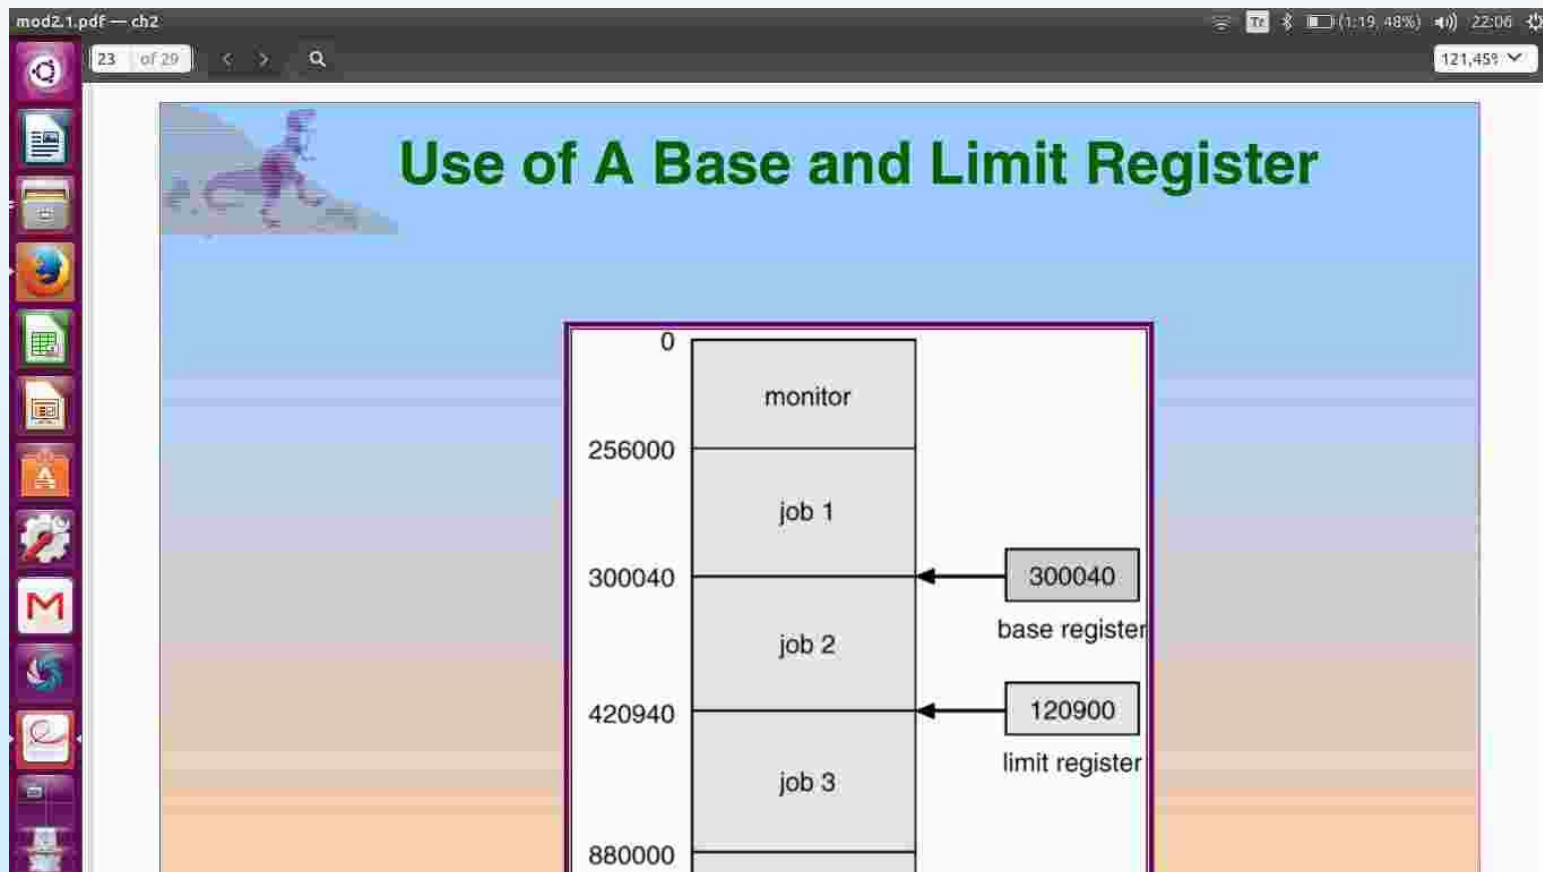 mod2.1.pdf — ch2
(1:19, 48%)
22:06
23 of 29
121,45%
Use of A Base and Limit Register
0
monitor
256000
job 1
300040
300040
base register
job 2
420940
120900
limit register
job 3
880000